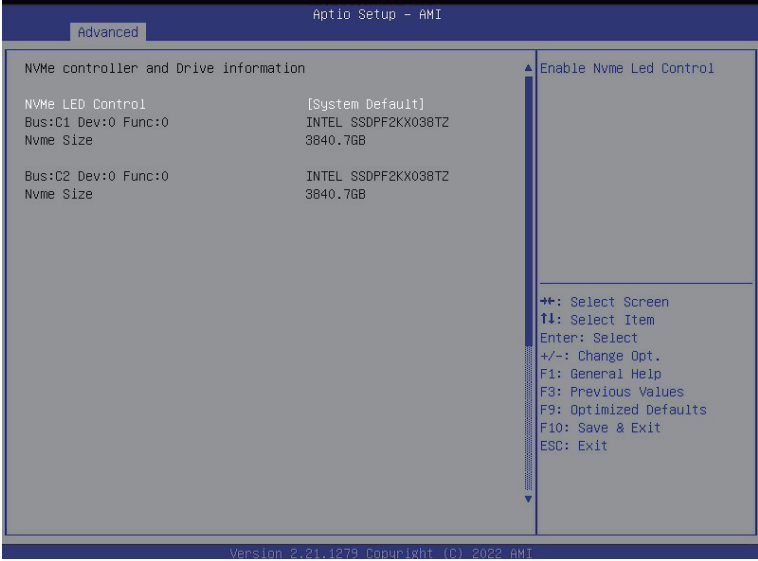 Aptio Setup – AMI
Advanced
NVMe controller and Drive information
Enable Nvme Led Control
NVMe LED Control [System Default]
Bus:C1 Dev:0 Func:0 INTEL SSDPF2KX038TZ
Nvme Size 3840.7GB
Bus:C2 Dev:0 Func:0 INTEL SSDPF2KX038TZ
Nvme Size 3840.7GB
→←: Select Screen
↑↓: Select Item
Enter: Select
+/-: Change Opt.
F1: General Help
F3: Previous Values
F9: Optimized Defaults
F10: Save & Exit
ESC: Exit
Version 2.21.1279 Copyright (C) 2022 AMI